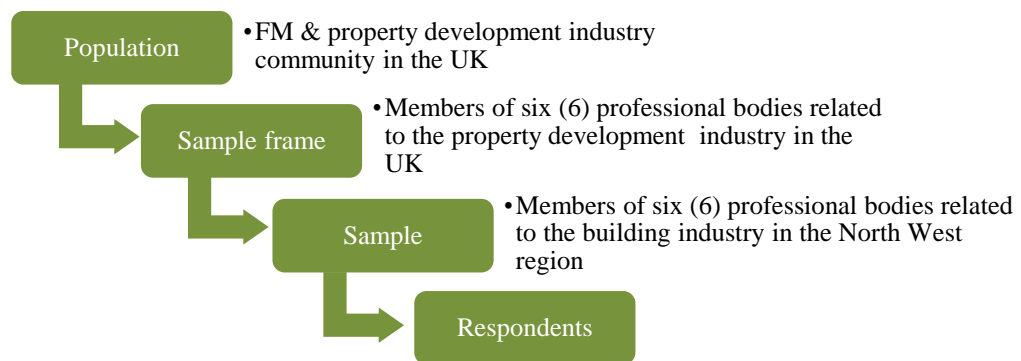 Population
•FM & property development industry
community in the UK
Sample frame
•Members of six (6) professional bodies related
to the property development industry in the
UK
Sample
•Members of six (6) professional bodies related
to the building industry in the North West
region
Respondents